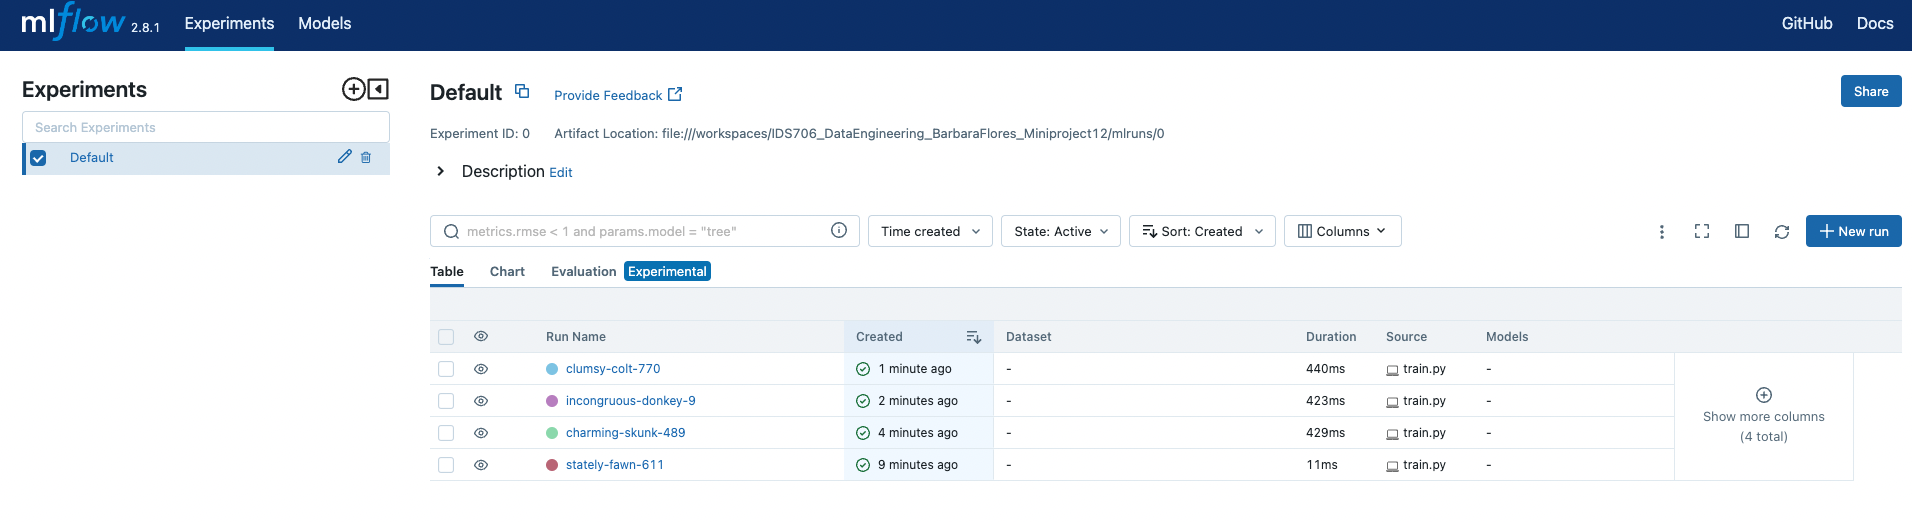 mlflow 2.8.1 Experiments Models GitHub Docs
Experiments
Search Experiments
Default
Default Provide Feedback Share
Experiment ID: 0 Artifact Location: file:///workspaces/IDS706_DataEngineering_BarbaraFlores_Miniproject12/mlruns/0
Description Edit
metrics.rmse < 1 and params.model = "tree" Time created State: Active Sort: Created Columns New run
Table Chart Evaluation Experimental
Run Name Created Dataset Duration Source Models
clumsy-colt-770 1 minute ago - 440ms train.py -
incongruous-donkey-9 2 minutes ago - 423ms train.py -
charming-skunk-489 4 minutes ago - 429ms train.py -
stately-fawn-611 9 minutes ago - 11ms train.py -
Show more columns
(4 total)